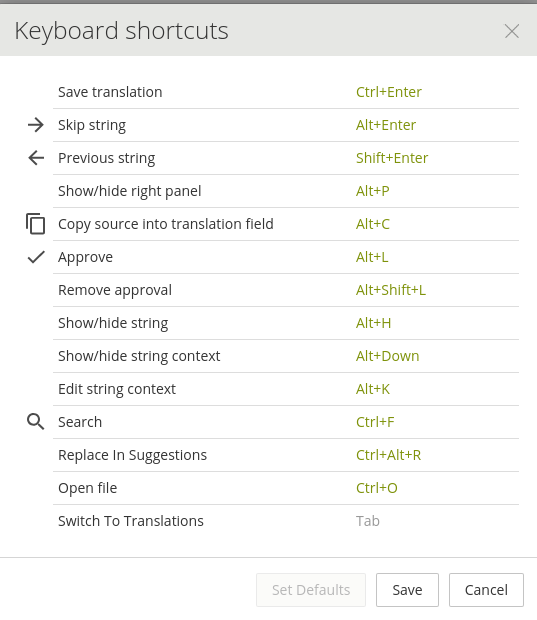 Keyboard shortcuts
Save translation Ctrl+Enter
Skip string Alt+Enter
Previous string Shift+Enter
Show/hide right panel Alt+P
Copy source into translation field Alt+C
Approve Alt+L
Remove approval Alt+Shift+L
Show/hide string Alt+H
Show/hide string context Alt+Down
Edit string context Alt+K
Search Ctrl+F
Replace In Suggestions Ctrl+Alt+R
Open file Ctrl+O
Switch To Translations Tab
Set Defaults Save Cancel